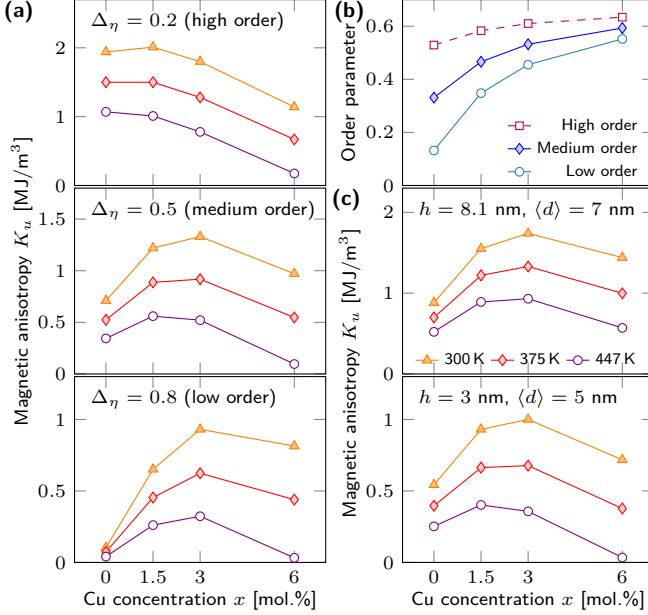 (a)
Δη = 0.2 (high order)
2
1
0
Δη = 0.5 (medium order)
1.5
1
0.5
0
Δη = 0.8 (low order)
1
0.5
0
0
1.5
3
6
Cu concentration x [mol.%]
Magnetic anisotropy Ku [MJ/m³]
(b)
0.6
0.4
0.2
0
Order parameter
High order
Medium order
Low order
(c)
h = 8.1 nm, ⟨d⟩ = 7 nm
2
1
0
300 K
375 K
447 K
h = 3 nm, ⟨d⟩ = 5 nm
1
0.5
0
0
1.5
3
6
Cu concentration x [mol.%]
Magnetic anisotropy Ku [MJ/m³]